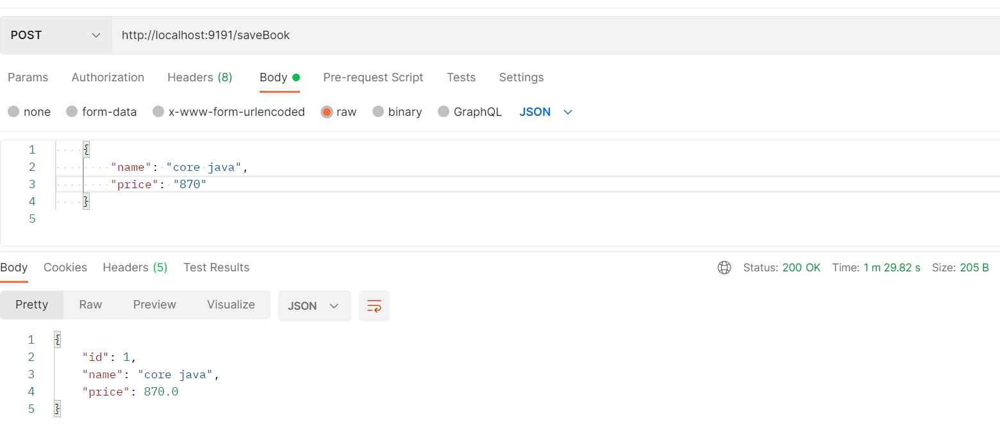 POST http://localhost:9191/saveBook
Params Authorization Headers (8) Body Pre-request Script Tests Settings
none form-data x-www-form-urlencoded raw binary GraphQL JSON
1 {
2 "name": "core java",
3 "price": "870"
4 }
5
Body Cookies Headers (5) Test Results Status: 200 OK Time: 1 m 29.82 s Size: 205 B
Pretty Raw Preview Visualize JSON
1 {
2 "id": 1,
3 "name": "core java",
4 "price": 870.0
5 }